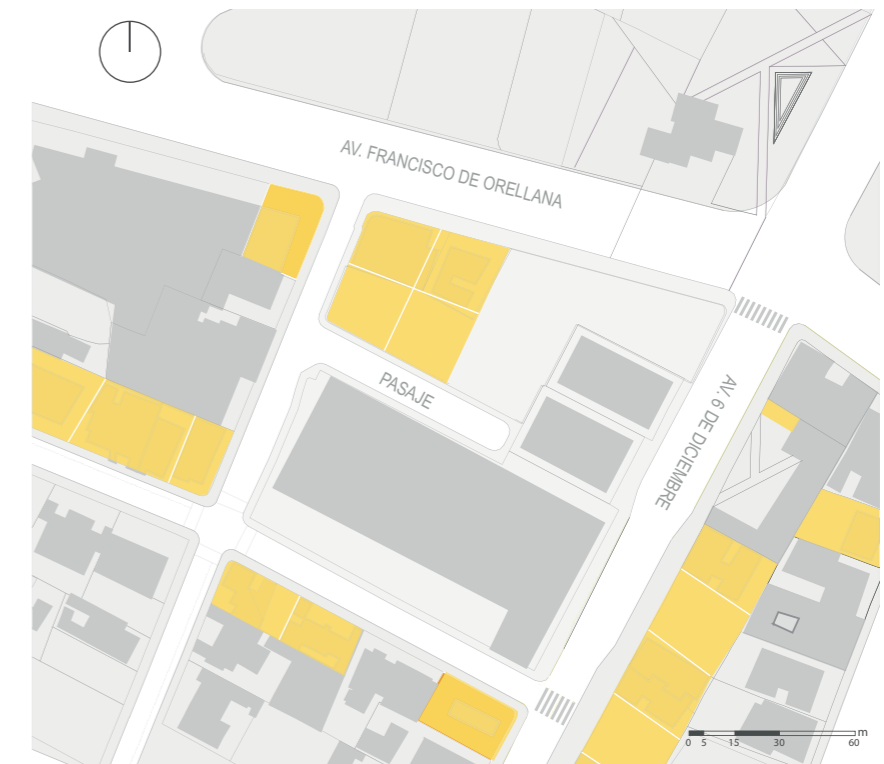 AV. FRANCISCO DE ORELLANA
PASAJE
AV. 6 DE DICIEMBRE
m
0 5 15 30 60